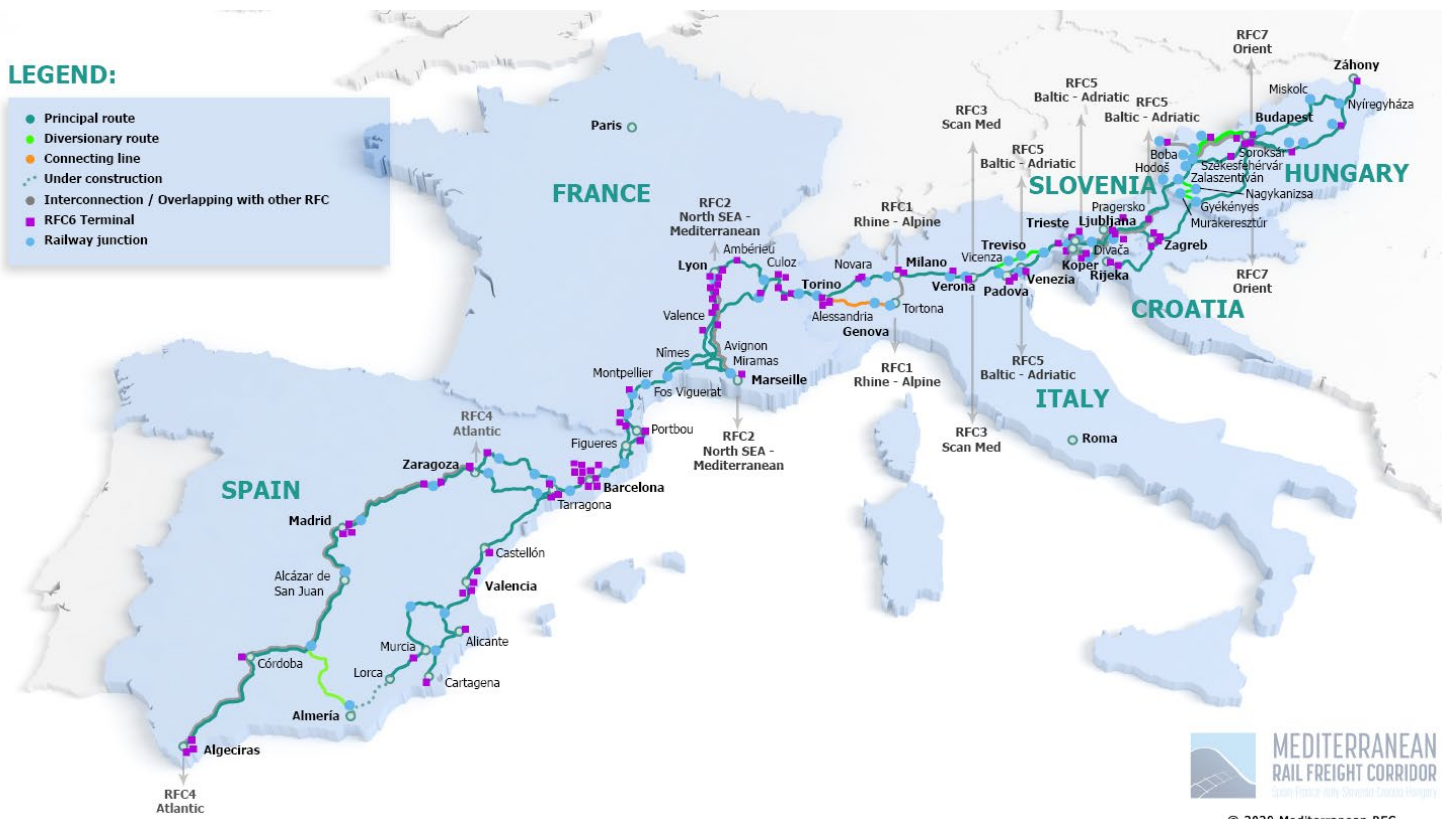 LEGEND:
Principal route
Diversionary route
Connecting line
Under construction
Interconnection / Overlapping with other RFC
RFC6 Terminal
Railway junction
RFC7
Orient
Záhony
Miskolc
Nyíregyháza
RFC5
Baltic - Adriatic
RFC5
Baltic - Adriatic
RFC3
Scan Med
RFC5
Baltic - Adriatic
Budapest
Soroksár
Boba
Székesfehérvár
Hodoš
Zalaszentiván
HUNGARY
SLOVENIA
Nagykanizsa
Gyékényes
Murakeresztúr
Pragersko
Paris
FRANCE
RFC2
North SEA -
Mediterranean
RFC1
Rhine - Alpine
Trieste
Ljubljana
Treviso
Vicenza
Divača
Zagreb
Koper
Rijeka
Ambérieu
Lyon
Culoz
Novara
Milano
Torino
Verona
Padova
Venezia
RFC7
Orient
CROATIA
Valence
Alessandria
Tortona
Genova
Avignon
Nîmes
Miramas
Montpellier
Marseille
Fos Viguerat
RFC1
Rhine - Alpine
RFC5
Baltic - Adriatic
ITALY
RFC4
Atlantic
Portbou
Figueres
RFC2
North SEA -
Mediterranean
RFC3
Scan Med
Roma
Zaragoza
SPAIN
Barcelona
Tarragona
Madrid
Castellón
Alcázar de
San Juan
Valencia
Murcia
Alicante
Córdoba
Lorca
Cartagena
Almería
Algeciras
RFC4
Atlantic
MEDITERRANEAN
RAIL FREIGHT CORRIDOR
Spain-France-Italy-Slovenia-Croatia-Hungary